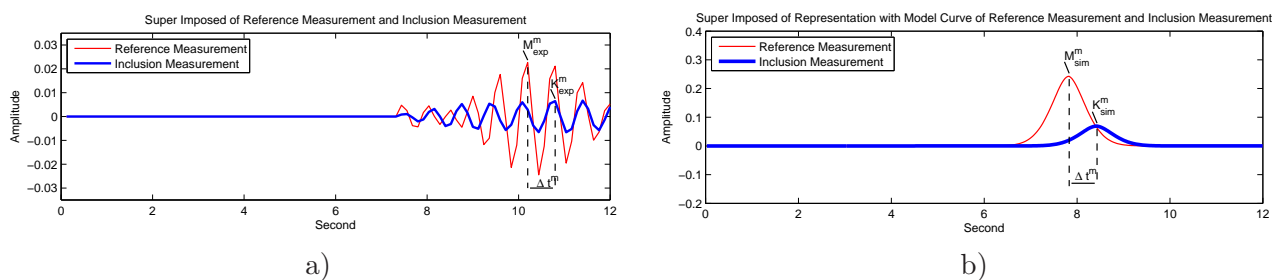 Super Imposed of Reference Measurement and Inclusion Measurement
Reference Measurement
Inclusion Measurement
M^m_exp
K^m_exp
Δ t^m
Amplitude
0.03
0.02
0.01
0
-0.01
-0.02
-0.03
0 2 4 6 8 10 12
Second
a)
Super Imposed of Representation with Model Curve of Reference Measurement and Inclusion Measurement
Reference Measurement
Inclusion Measurement
M^m_sim
K^m_sim
Δ t^m
Amplitude
0.4
0.3
0.2
0.1
0
-0.1
-0.2
0 2 4 6 8 10 12
Second
b)